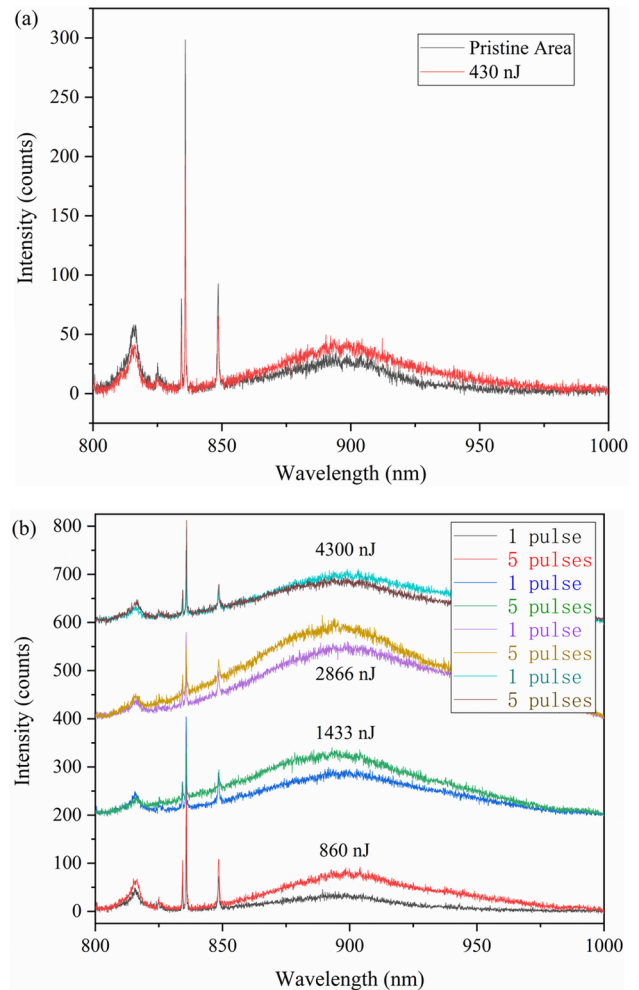 (a)
300
250
200
150
100
50
0
Intensity (counts)
Pristine Area
430 nJ
800 850 900 950 1000
Wavelength (nm)
(b)
800
700
600
500
400
300
200
100
0
Intensity (counts)
4300 nJ
2866 nJ
1433 nJ
860 nJ
1 pulse
5 pulses
1 pulse
5 pulses
1 pulse
5 pulses
1 pulse
5 pulses
800 850 900 950 1000
Wavelength (nm)